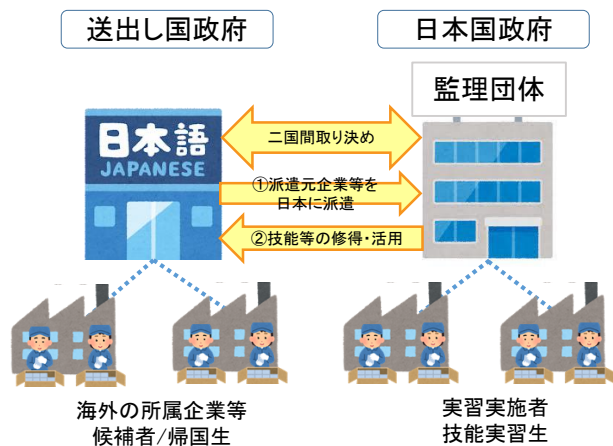 送出し国政府
日本国政府
監理団体
日本語
JAPANESE
二国間取り決め
①派遣元企業等を
日本に派遣
②技能等の修得・活用
海外の所属企業等
候補者/帰国生
実習実施者
技能実習生